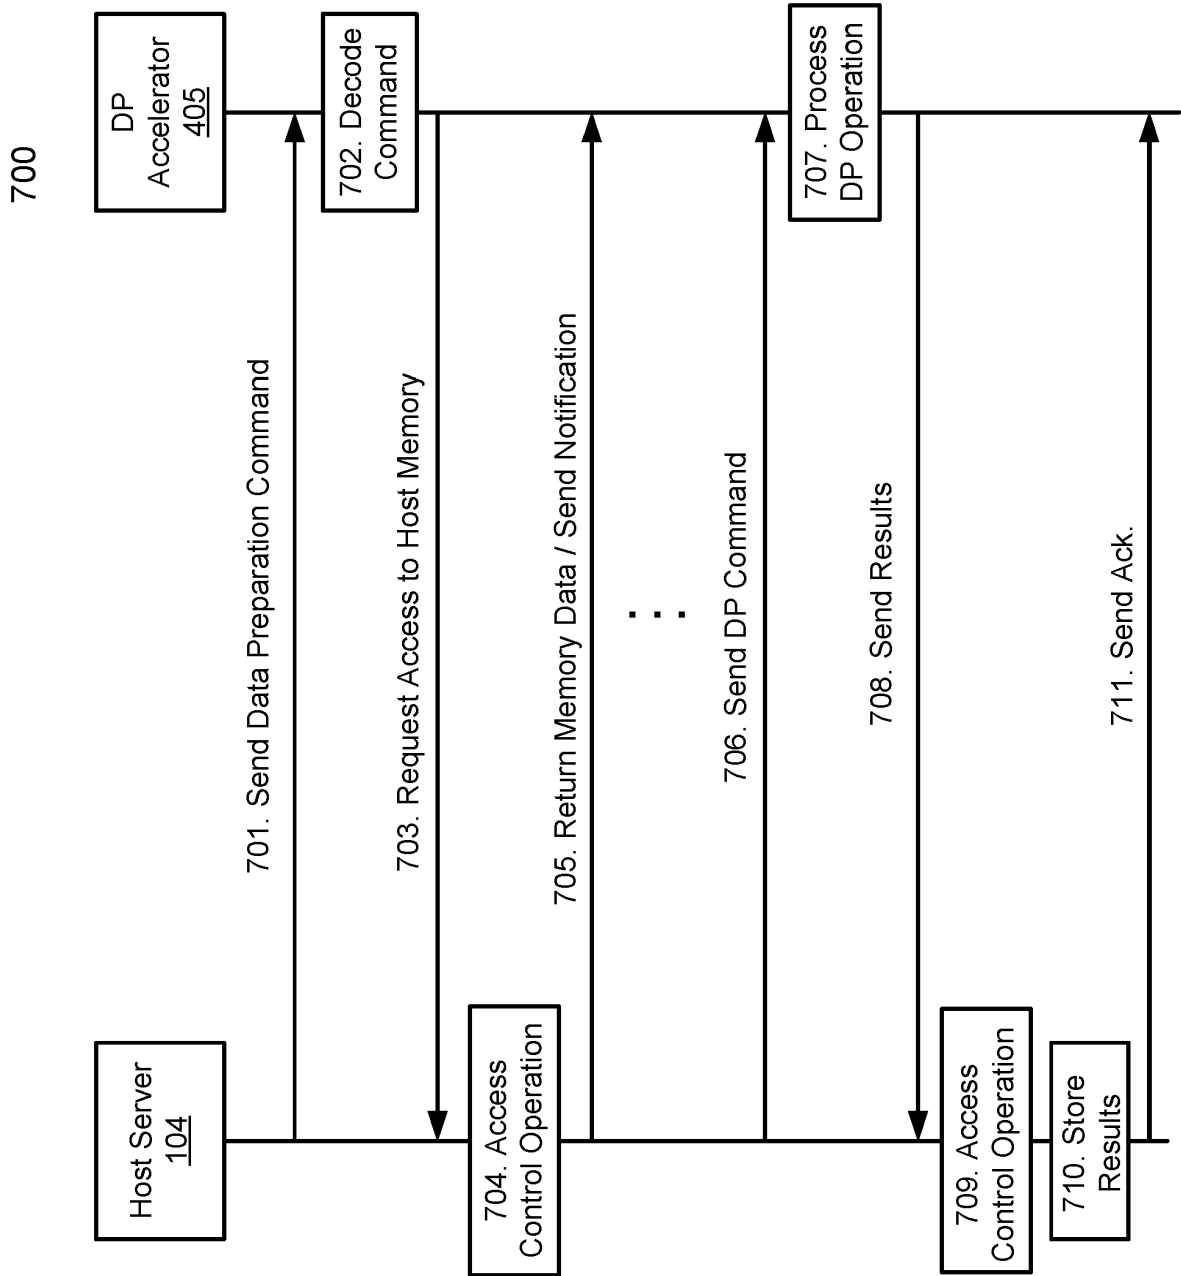 700
Host Server
104
DP
Accelerator
405
701. Send Data Preparation Command
702. Decode
Command
703. Request Access to Host Memory
704. Access
Control Operation
705. Return Memory Data / Send Notification
. . .
706. Send DP Command
707. Process
DP Operation
708. Send Results
709. Access
Control Operation
710. Store
Results
711. Send Ack.